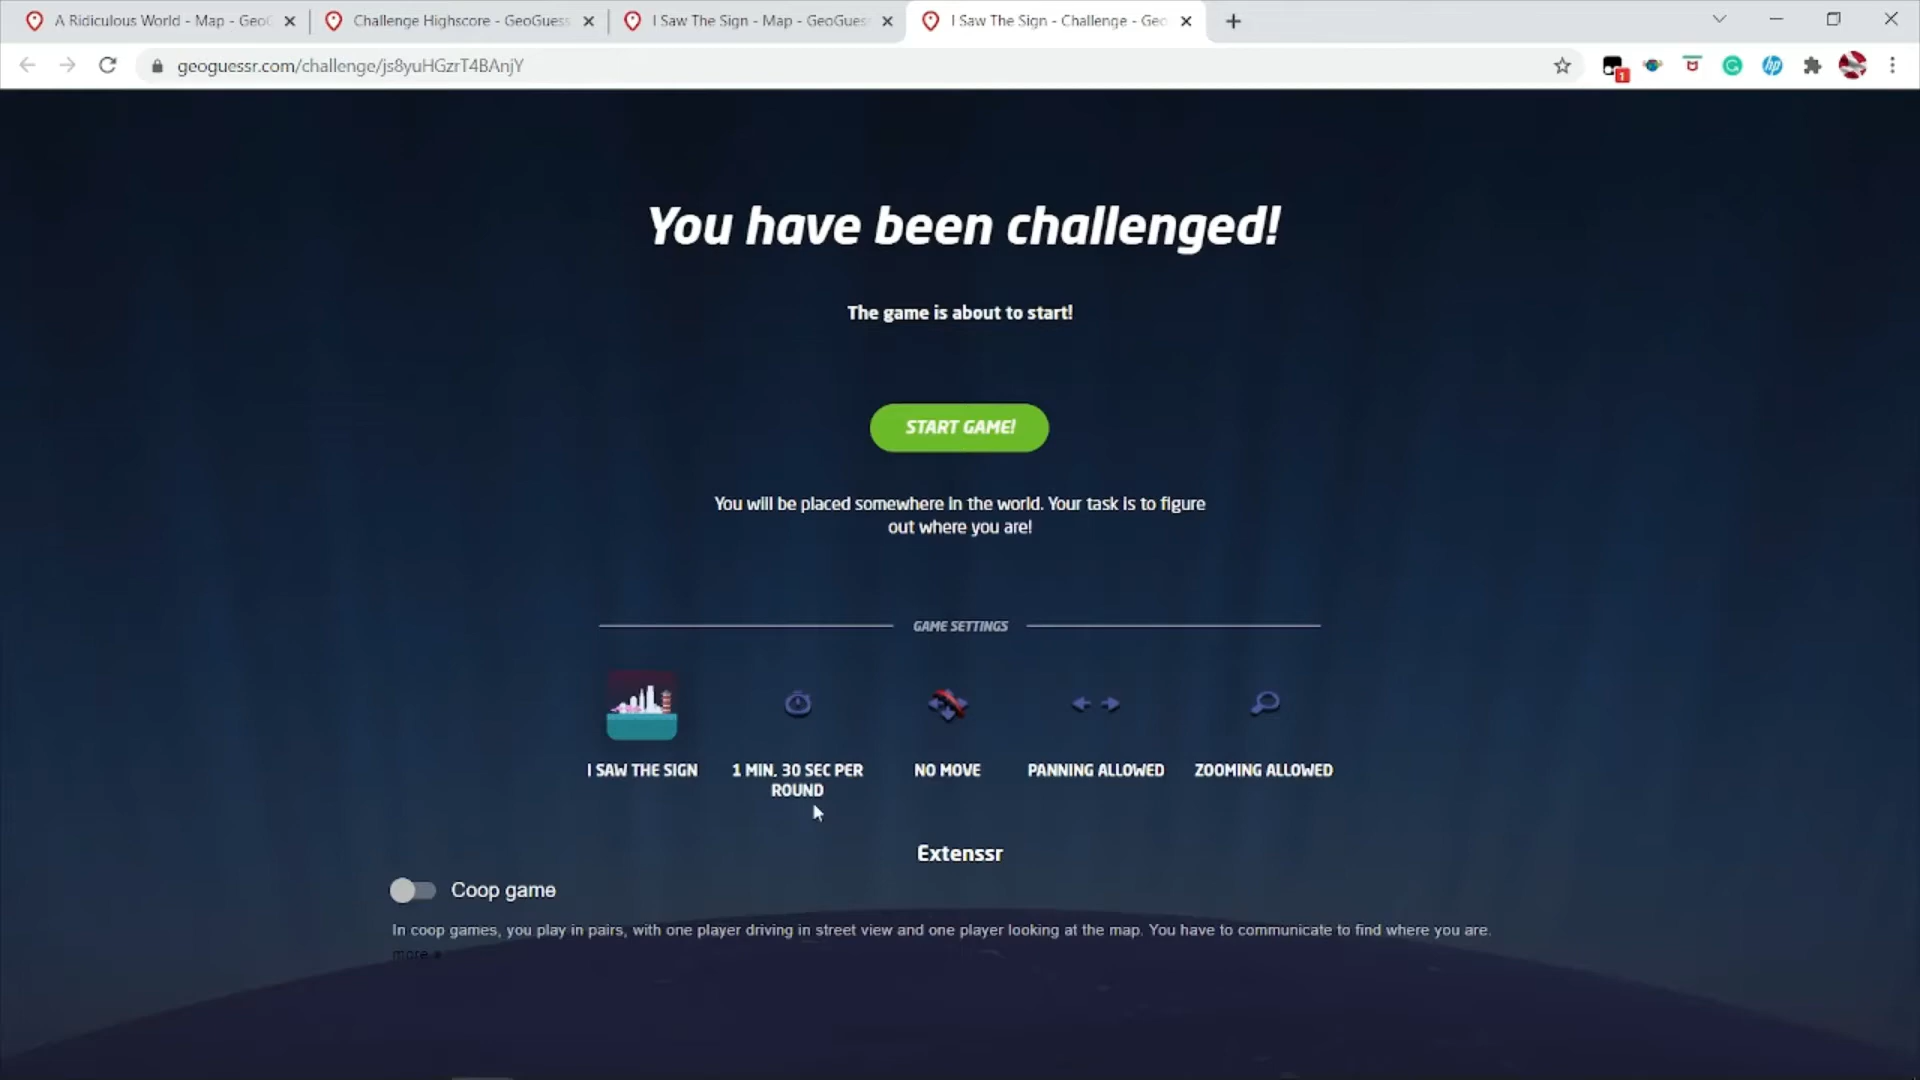 A Ridiculous World - Map - Geo
Challenge Highscore - GeoGuess
I Saw The Sign - Map - GeoGues
I Saw The Sign - Challenge - Geo
geoguessr.com/challenge/js8yuHGzrT4BAnjY
1
hp
You have been challenged!
The game is about to start!
START GAME!
You will be placed somewhere in the world. Your task is to figure
out where you are!
GAME SETTINGS
I SAW THE SIGN
1 MIN, 30 SEC PER
ROUND
NO MOVE
PANNING ALLOWED
ZOOMING ALLOWED
Extenssr
Coop game
In coop games, you play in pairs, with one player driving in street view and one player looking at the map. You have to communicate to find where you are.
more